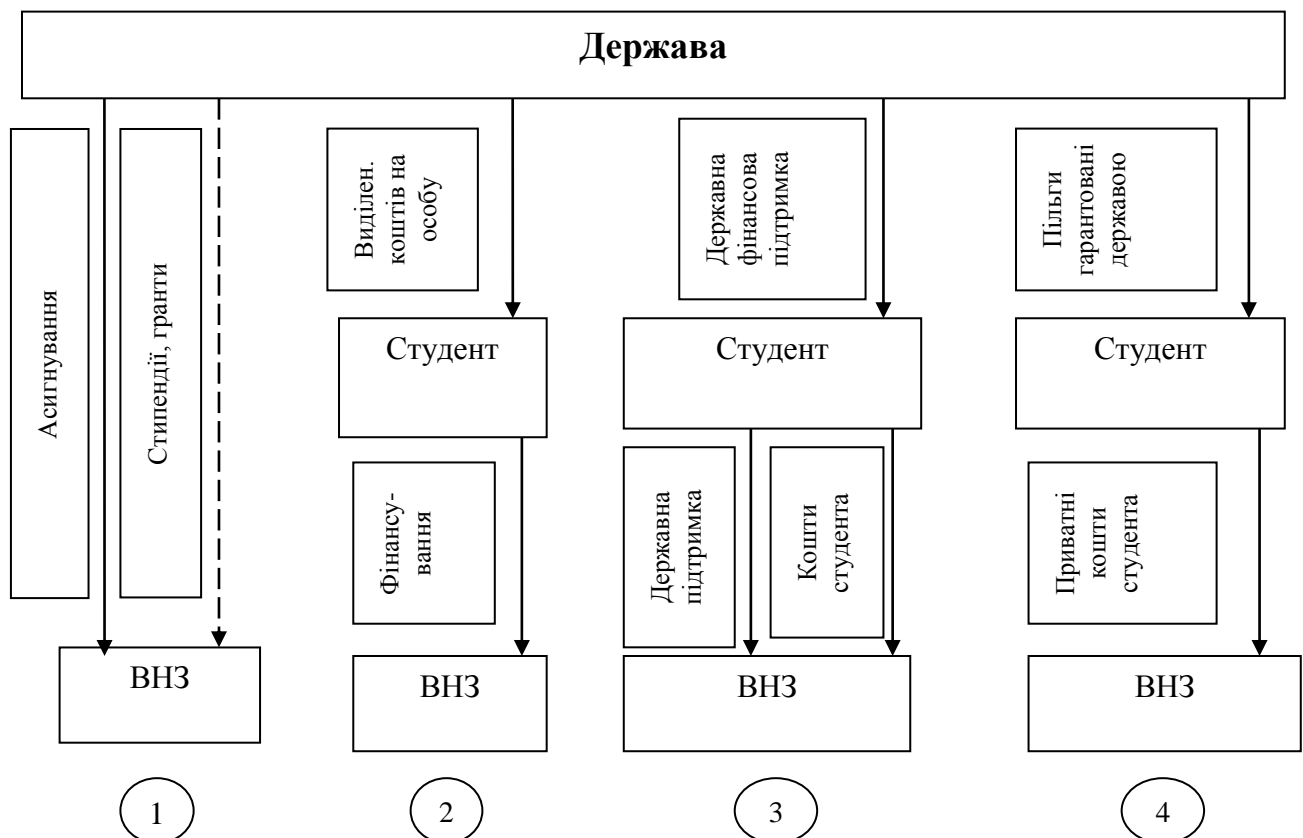 Держава
Асигнування
Стипендії, гранти
Виділен.
коштів на
особу
Державна
фінансова
підтримка
Пільги
гарантовані
державою
Студент
Студент
Студент
Фінансу-
вання
Державна
підтримка
Кошти
студента
Приватні
кошти
студента
ВНЗ
ВНЗ
ВНЗ
ВНЗ
1
2
3
4